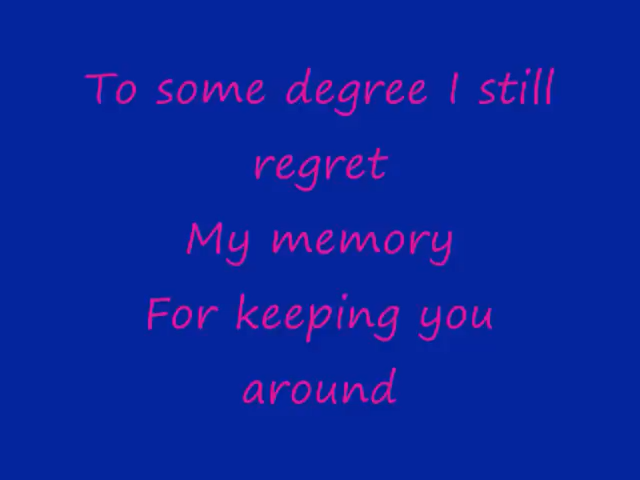 To some degree I still
regret
My memory
For keeping you
around